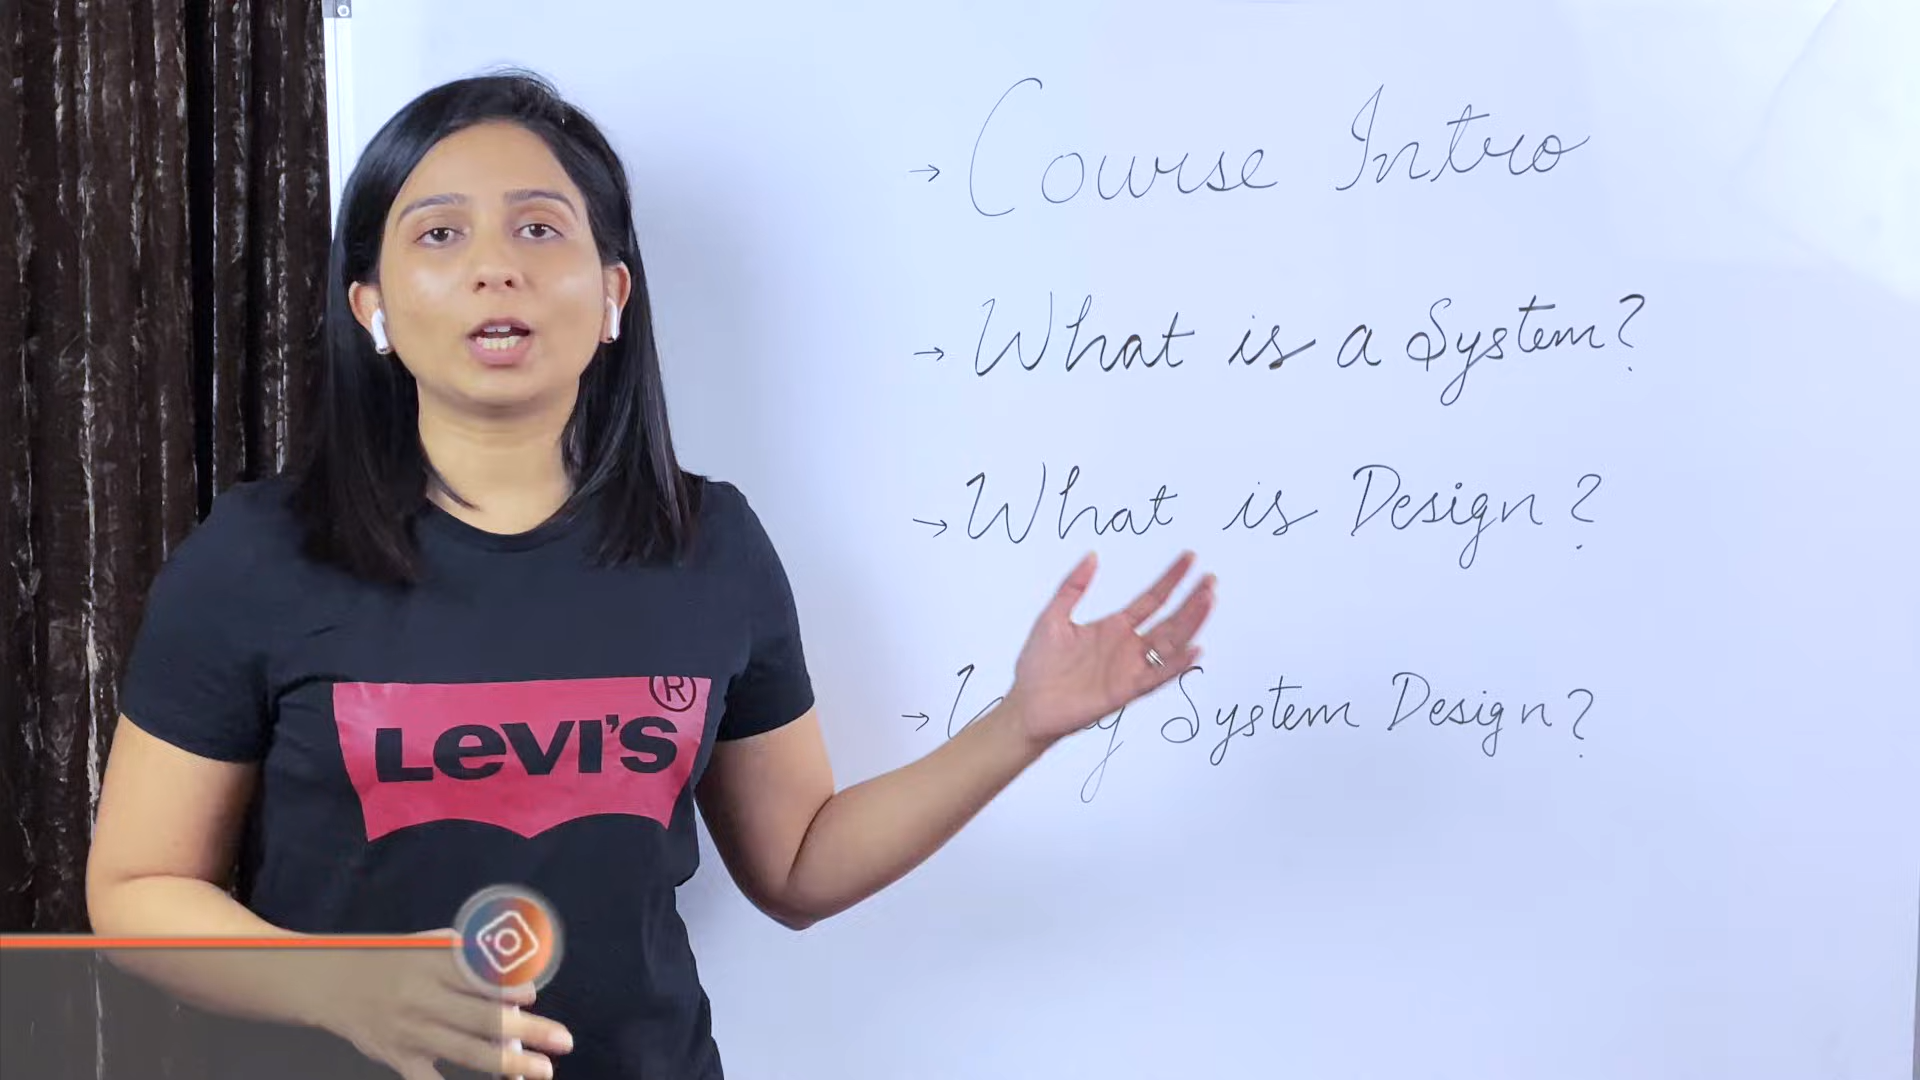 → Course Intro
→ What is a System?
→ What is Design?
→ System Design?
LEVI'S ®